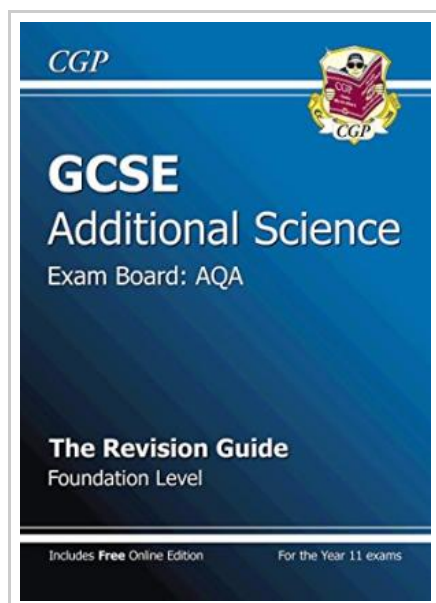 CGP
CGP
GCSE
Additional Science
Exam Board: AQA
The Revision Guide
Foundation Level
Includes Free Online Edition
For the Year 11 exams